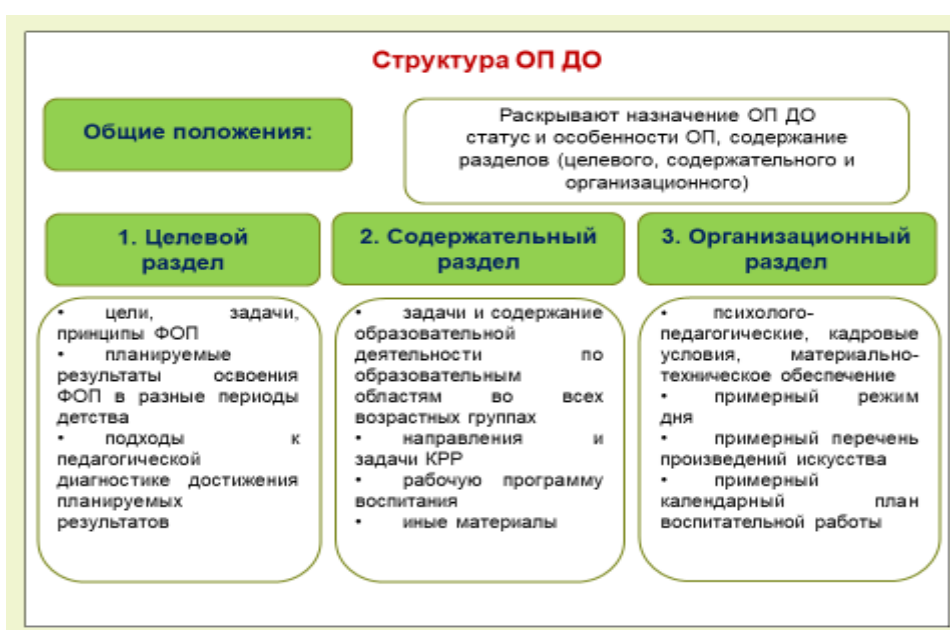 Структура ОП ДО
Общие положения:
Раскрывают назначение ОП ДО
статус и особенности ОП, содержание
разделов (целевого, содержательного и
организационного)
1. Целевой
раздел
• цели, задачи,
принципы ФОП
• планируемые
результаты освоения
ФОП в разные периоды
детства
• подходы к
педагогической
диагностике достижения
планируемых
результатов
2. Содержательный
раздел
• задачи и содержание
образовательной
деятельности по
образовательным
областям во всех
возрастных группах
• направления и
задачи КРР
• рабочую программу
воспитания
• иные материалы
3. Организационный
раздел
• психолого-
педагогические, кадровые
условия, материально-
техническое обеспечение
• примерный режим
дня
• примерный перечень
произведений искусства
• примерный
календарный план
воспитательной работы